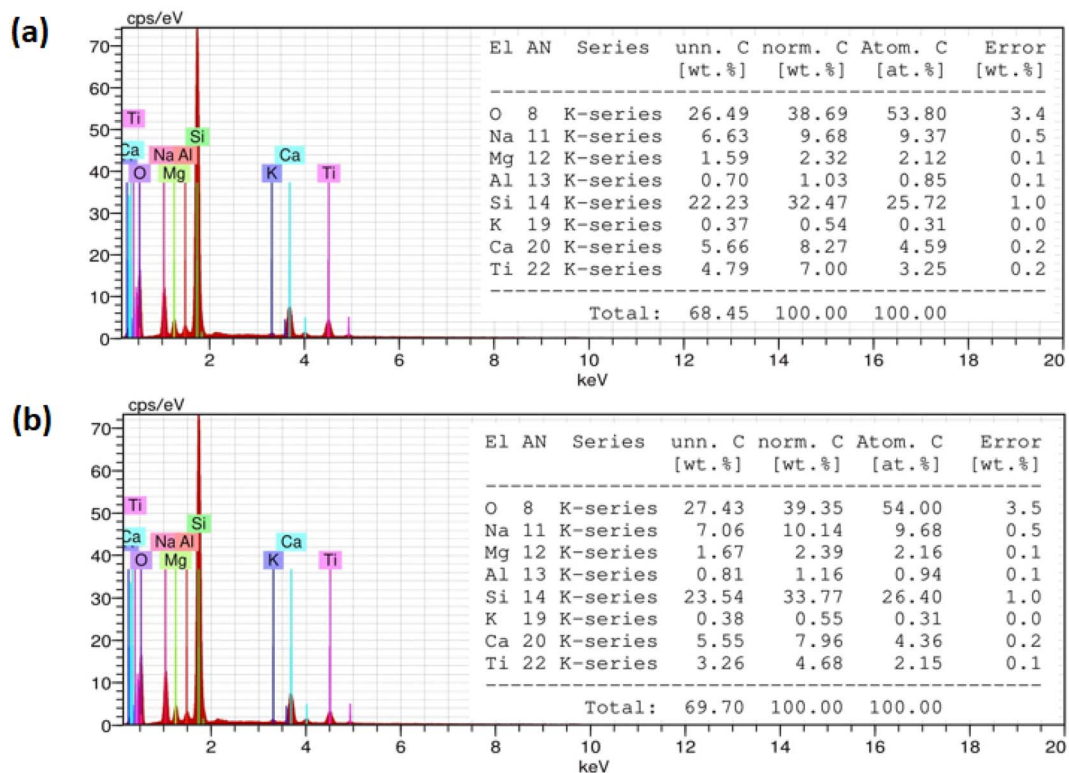 (a)
cps/eV
70
60
50
40
30
20
10
0
Ti
Ca
O
Na Al
Mg
Si
K
Ca
Ti
2 4 6 8 10 12 14 16 18 20
keV
El AN Series unn. C norm. C Atom. C Error
[wt.%] [wt.%] [at.%] [wt.%]
O 8 K-series 26.49 38.69 53.80 3.4
Na 11 K-series 6.63 9.68 9.37 0.5
Mg 12 K-series 1.59 2.32 2.12 0.1
Al 13 K-series 0.70 1.03 0.85 0.1
Si 14 K-series 22.23 32.47 25.72 1.0
K 19 K-series 0.37 0.54 0.31 0.0
Ca 20 K-series 5.66 8.27 4.59 0.2
Ti 22 K-series 4.79 7.00 3.25 0.2
Total: 68.45 100.00 100.00
(b)
cps/eV
70
60
50
40
30
20
10
0
Ti
Ca
O
Na Al
Mg
Si
K
Ca
Ti
2 4 6 8 10 12 14 16 18 20
keV
El AN Series unn. C norm. C Atom. C Error
[wt.%] [wt.%] [at.%] [wt.%]
O 8 K-series 27.43 39.35 54.00 3.5
Na 11 K-series 7.06 10.14 9.68 0.5
Mg 12 K-series 1.67 2.39 2.16 0.1
Al 13 K-series 0.81 1.16 0.94 0.1
Si 14 K-series 23.54 33.77 26.40 1.0
K 19 K-series 0.38 0.55 0.31 0.0
Ca 20 K-series 5.55 7.96 4.36 0.2
Ti 22 K-series 3.26 4.68 2.15 0.1
Total: 69.70 100.00 100.00